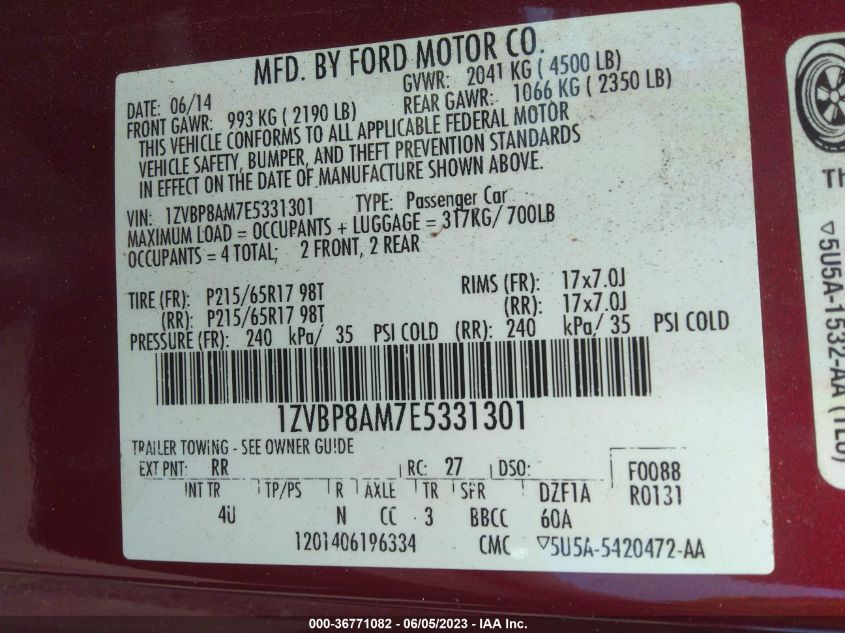 MFD. BY FORD MOTOR CO.
DATE: 06/14 GVWR: 2041 KG ( 4500 LB)
FRONT GAWR: 993 KG ( 2190 LB) REAR GAWR: 1066 KG ( 2350 LB)
THIS VEHICLE CONFORMS TO ALL APPLICABLE FEDERAL MOTOR
VEHICLE SAFETY, BUMPER, AND THEFT PREVENTION STANDARDS
IN EFFECT ON THE DATE OF MANUFACTURE SHOWN ABOVE.
VIN: 1ZVBP8AM7E5331301 TYPE: Passenger Car
MAXIMUM LOAD = OCCUPANTS + LUGGAGE = 317KG/ 700LB
OCCUPANTS = 4 TOTAL; 2 FRONT, 2 REAR
TIRE (FR): P215/65R17 98T RIMS (FR): 17x7.0J
(RR): P215/65R17 98T (RR): 17x7.0J
PRESSURE (FR): 240 kPa/ 35 PSI COLD (RR): 240 kPa/ 35 PSI COLD
1ZVBP8AM7E5331301
TRAILER TOWING - SEE OWNER GUIDE
EXT PNT: RR RC: 27 DSO: F0088
INT TR TP/PS R AXLE TR SPR DZF1A R0131
4U N CC 3 BBCC 60A
1201406196334 CMC ▽5U5A-5420472-AA
Th
▽5U5A-1532-AA (TLU)
000-36771082 - 06/05/2023 - IAA Inc.